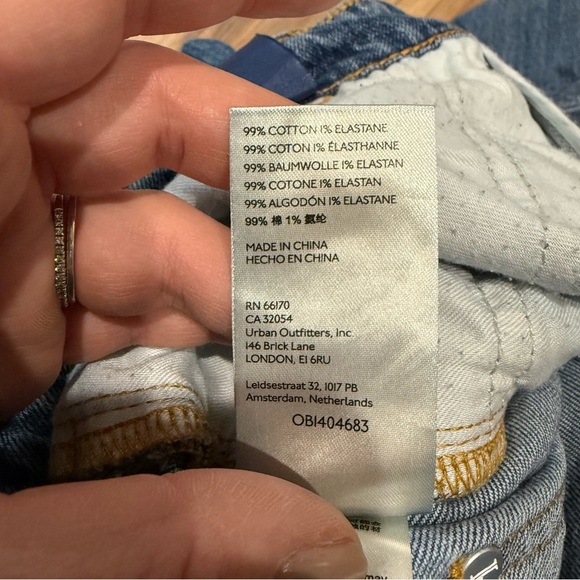 99% COTTON 1% ELASTANE
99% COTON 1% ÉLASTHANNE
99% BAUMWOLLE 1% ELASTAN
99% COTONE 1% ELASTAN
99% ALGODÓN 1% ELASTANE
99% 棉 1% 氨纶
MADE IN CHINA
HECHO EN CHINA
RN 66170
CA 32054
Urban Outfitters, Inc.
146 Brick Lane
LONDON, E1 6RU
Leidsestraat 32, 1017 PB
Amsterdam, Netherlands
OB1404683
may